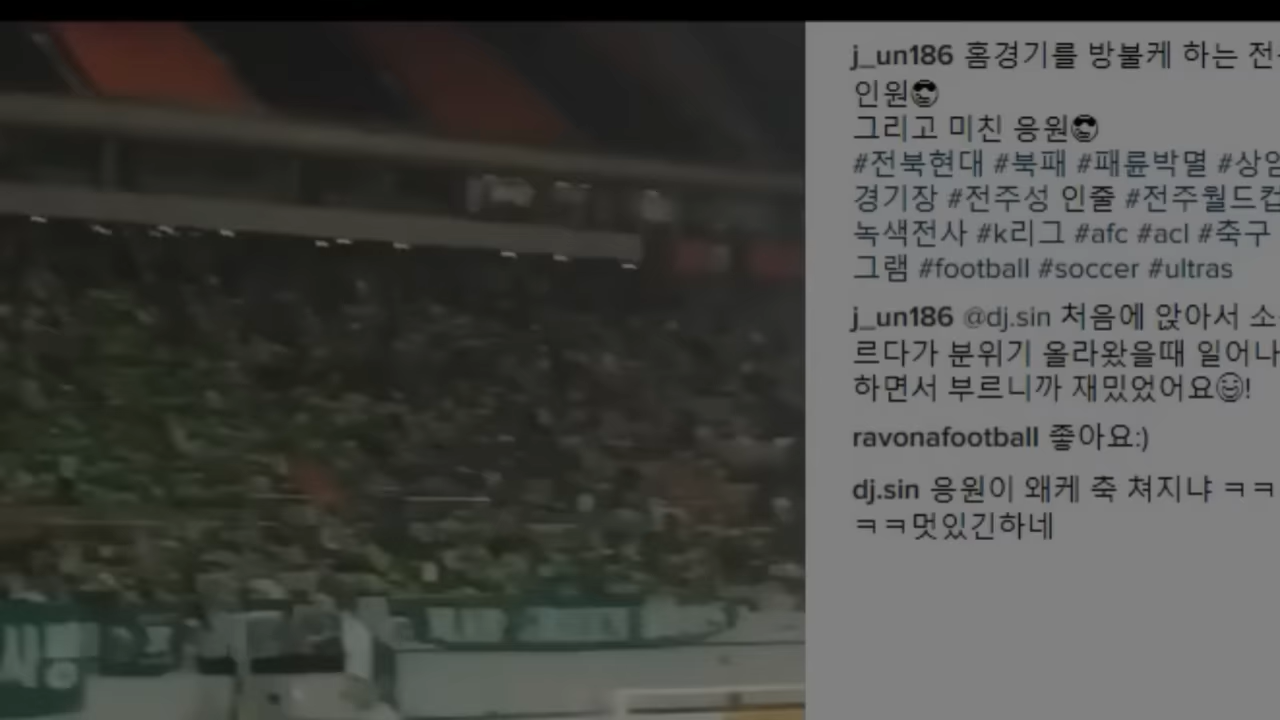 j_un186 홈경기를 방불케 하는
인원😎
그리고 미친 응원😎
#전북현대 #북패 #패륜박멸
경기장 #전주성 인줄 #전주월드컵
녹색전사 #k리그 #afc #acl #축구
그램 #football #soccer #ultras
j_un186 @dj.sin 처음에 앉아서
르다가 분위기 올라왔을때 일어나
하면서 부르니까 재밌었어요😆!
ravonafootball 좋아요:)
dj.sin 응원이 왜케 축 쳐지냐 ㅋㅋ
ㅋㅋ멋있긴하네